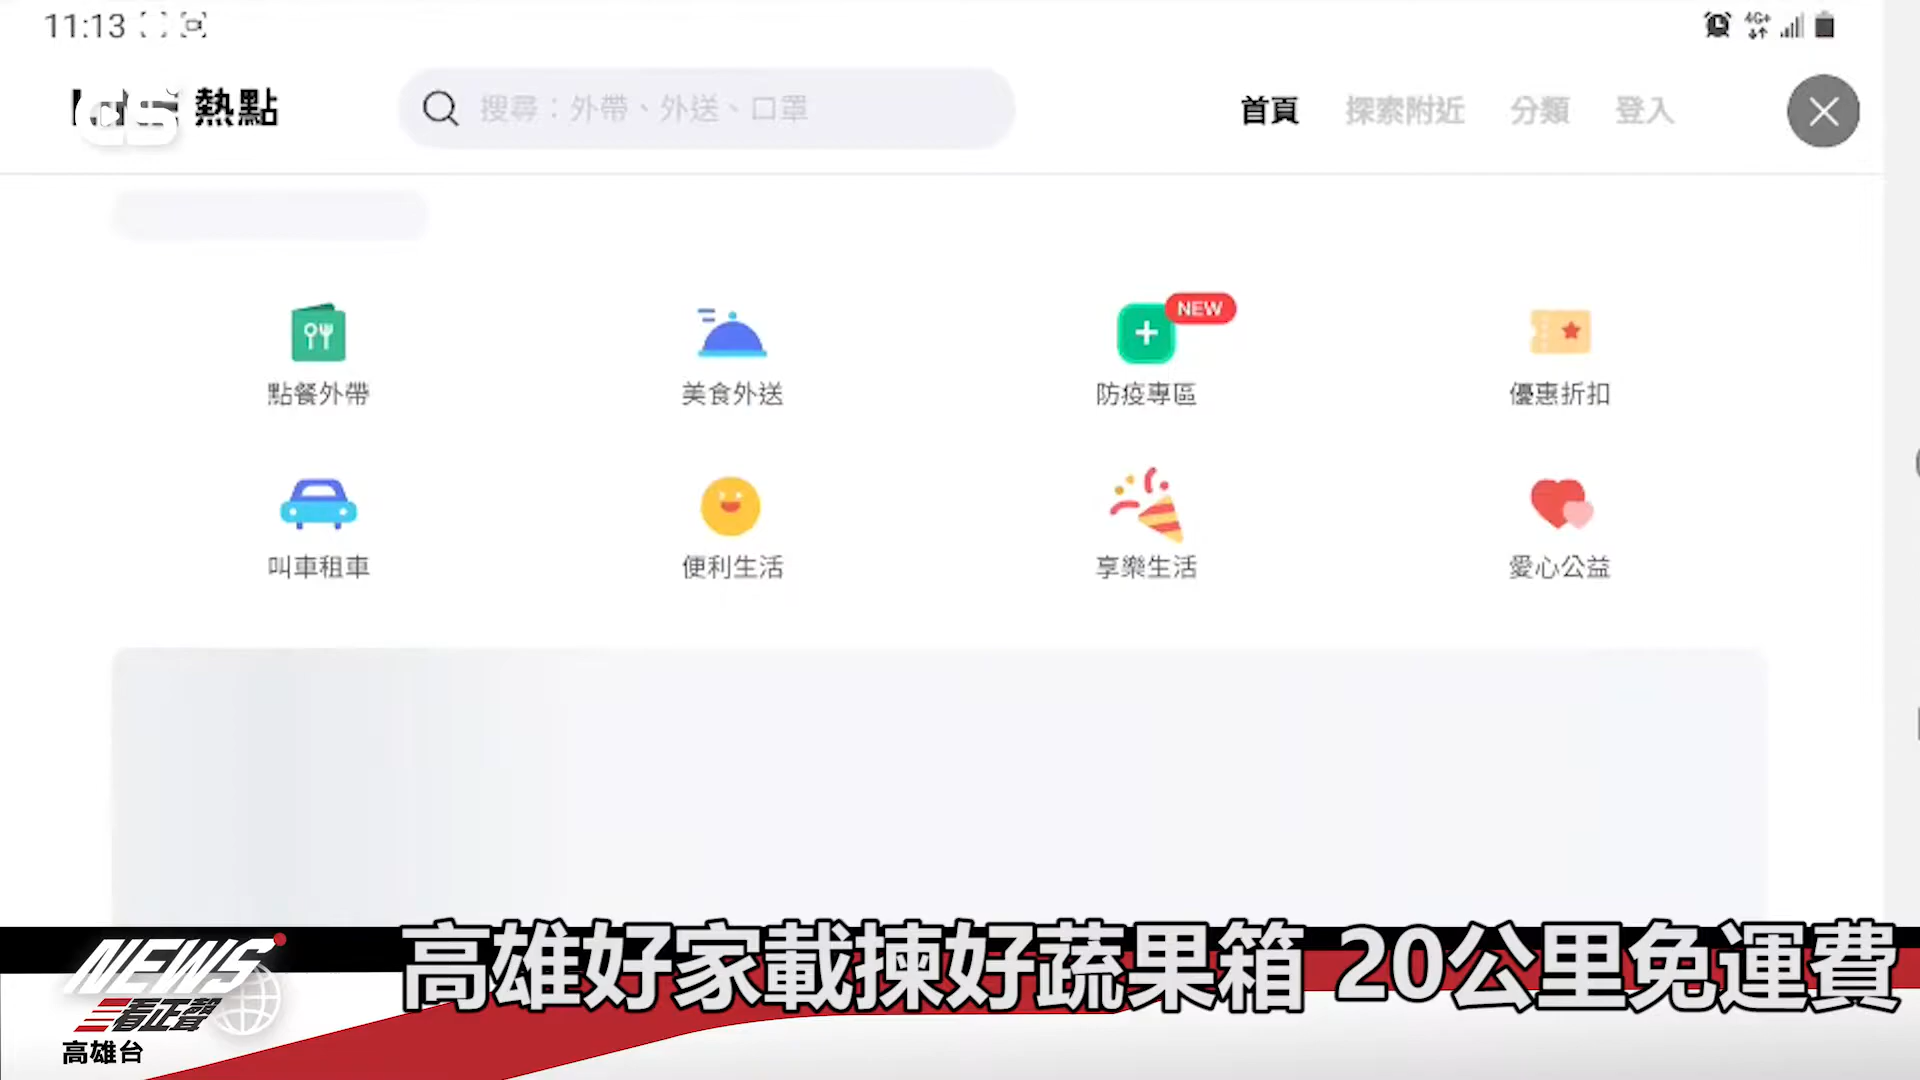 11:13
4G+
熱點
搜尋：外帶、外送、口罩
首頁 探索附近 分類 登入
NEW
點餐外帶 美食外送 防疫專區 優惠折扣
叫車租車 便利生活 享樂生活 愛心公益
高雄好家載揀好蔬果箱 20公里免運費
NEWS
三看正聲
高雄台